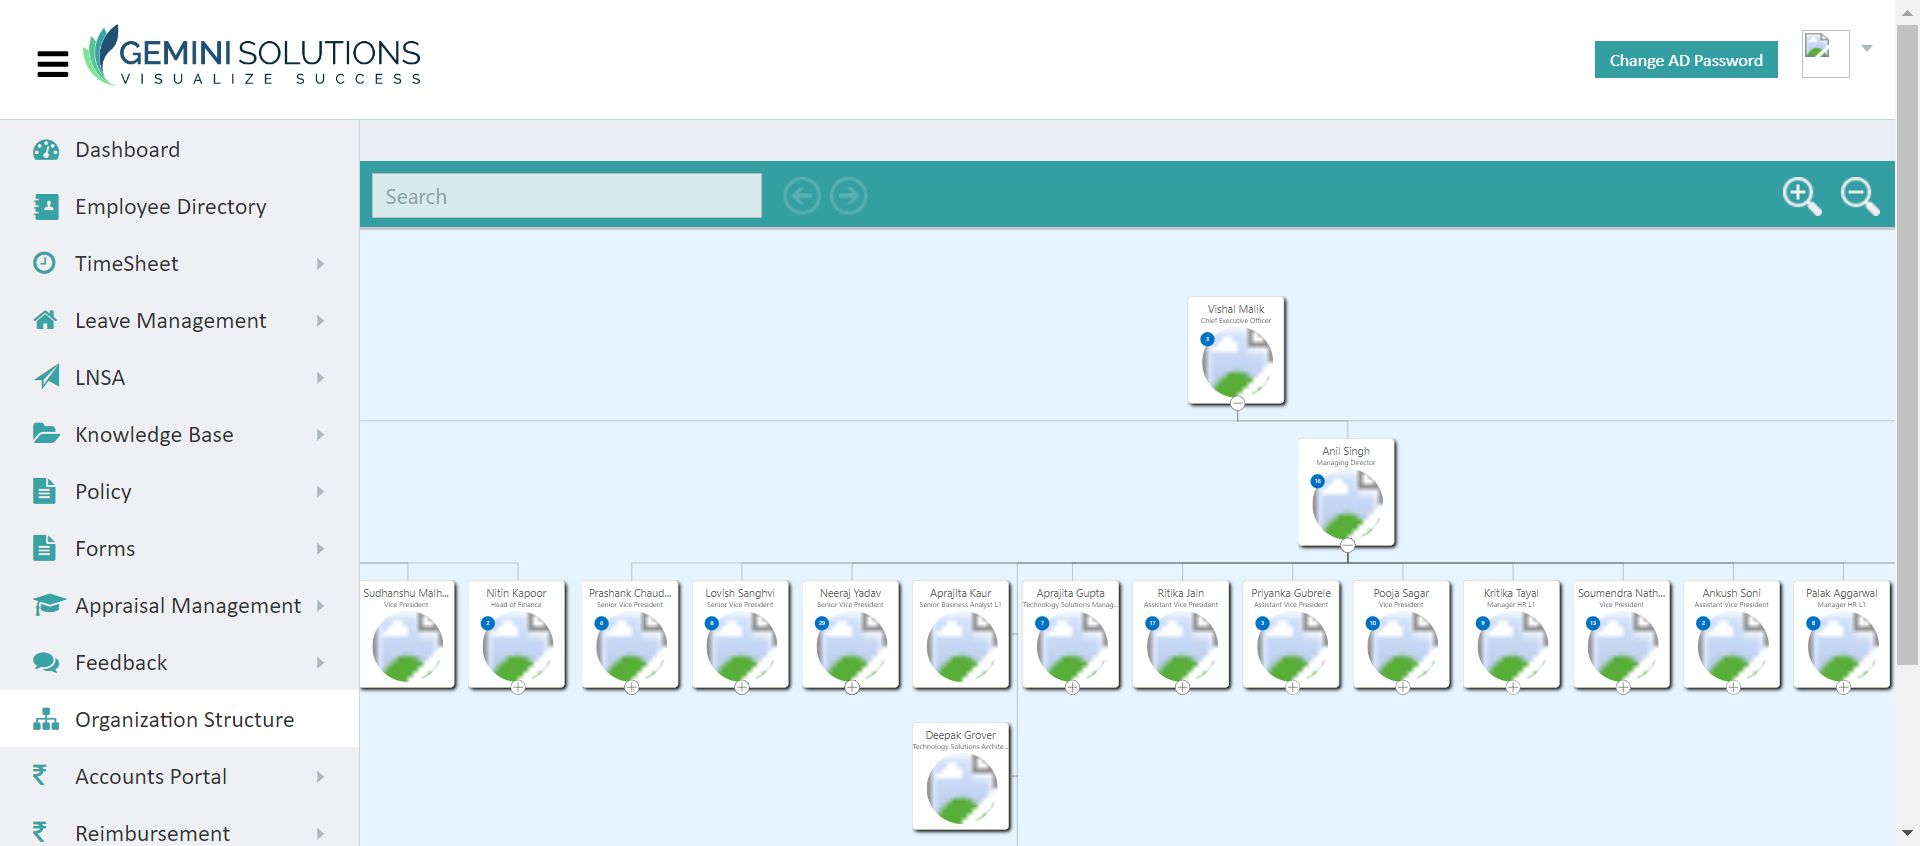 GEMINI SOLUTIONS
VISUALIZE SUCCESS
Change AD Password
Dashboard
Employee Directory
TimeSheet
Leave Management
LNSA
Knowledge Base
Policy
Forms
Appraisal Management
Feedback
Organization Structure
Accounts Portal
Reimbursement
Search
Vishal Malik
Chief Executive Officer
3
Anil Singh
Managing Director
16
Sudhanshu Malh...
Vice President
Nitin Kapoor
Head of Finance
2
Prashank Chaud...
Senior Vice President
6
Lovish Sanghvi
Senior Vice President
8
Neeraj Yadav
Senior Vice President
29
Aprajita Kaur
Senior Business Analyst L1
Aprajita Gupta
Technology Solutions Manag...
7
Ritika Jain
Assistant Vice President
17
Priyanka Gubrele
Assistant Vice President
3
Pooja Sagar
Vice President
10
Kritika Tayal
Manager HR L1
9
Soumendra Nath...
Vice President
13
Ankush Soni
Assistant Vice President
2
Palak Aggarwal
Manager HR L1
8
Deepak Grover
Technology Solutions Archite...